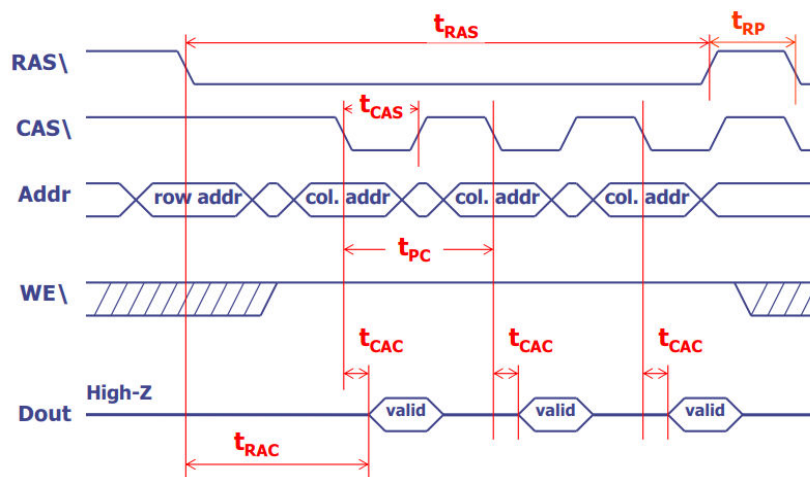 tRAS
tRP
RAS\
tCAS
CAS\
Addr
row addr
col. addr
col. addr
col. addr
tPC
WE\
tCAC
tCAC
tCAC
High-Z
Dout
valid
valid
valid
tRAC